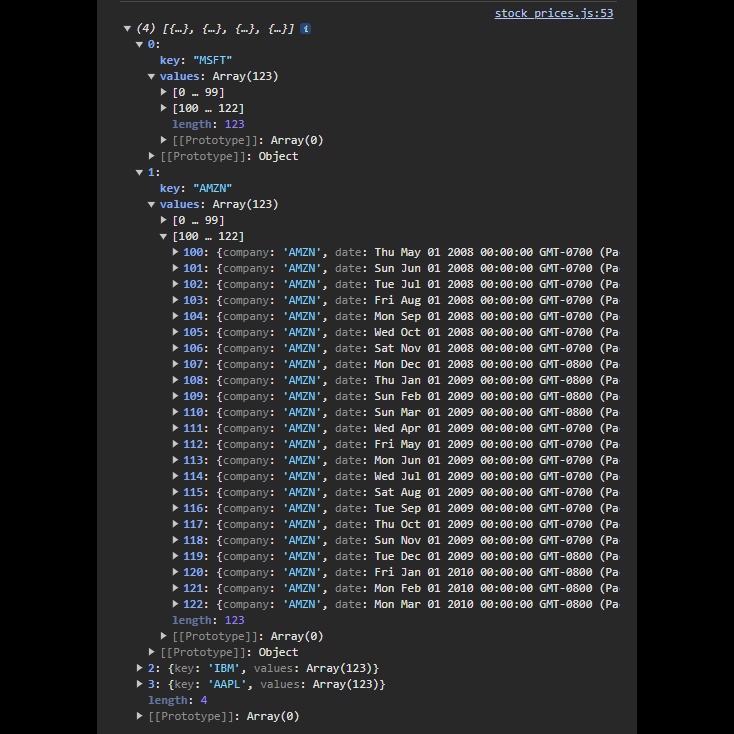 stock prices.js:53
(4) [{…}, {…}, {…}, {…}] i
0:
key: "MSFT"
values: Array(123)
[0 … 99]
[100 … 122]
length: 123
[[Prototype]]: Array(0)
[[Prototype]]: Object
1:
key: "AMZN"
values: Array(123)
[0 … 99]
[100 … 122]
100: {company: 'AMZN', date: Thu May 01 2008 00:00:00 GMT-0700 (Pa
101: {company: 'AMZN', date: Sun Jun 01 2008 00:00:00 GMT-0700 (Pa
102: {company: 'AMZN', date: Tue Jul 01 2008 00:00:00 GMT-0700 (Pa
103: {company: 'AMZN', date: Fri Aug 01 2008 00:00:00 GMT-0700 (Pa
104: {company: 'AMZN', date: Mon Sep 01 2008 00:00:00 GMT-0700 (Pa
105: {company: 'AMZN', date: Wed Oct 01 2008 00:00:00 GMT-0700 (Pa
106: {company: 'AMZN', date: Sat Nov 01 2008 00:00:00 GMT-0700 (Pa
107: {company: 'AMZN', date: Mon Dec 01 2008 00:00:00 GMT-0800 (Pa
108: {company: 'AMZN', date: Thu Jan 01 2009 00:00:00 GMT-0800 (Pa
109: {company: 'AMZN', date: Sun Feb 01 2009 00:00:00 GMT-0800 (Pa
110: {company: 'AMZN', date: Sun Mar 01 2009 00:00:00 GMT-0800 (Pa
111: {company: 'AMZN', date: Wed Apr 01 2009 00:00:00 GMT-0700 (Pa
112: {company: 'AMZN', date: Fri May 01 2009 00:00:00 GMT-0700 (Pa
113: {company: 'AMZN', date: Mon Jun 01 2009 00:00:00 GMT-0700 (Pa
114: {company: 'AMZN', date: Wed Jul 01 2009 00:00:00 GMT-0700 (Pa
115: {company: 'AMZN', date: Sat Aug 01 2009 00:00:00 GMT-0700 (Pa
116: {company: 'AMZN', date: Tue Sep 01 2009 00:00:00 GMT-0700 (Pa
117: {company: 'AMZN', date: Thu Oct 01 2009 00:00:00 GMT-0700 (Pa
118: {company: 'AMZN', date: Sun Nov 01 2009 00:00:00 GMT-0700 (Pa
119: {company: 'AMZN', date: Tue Dec 01 2009 00:00:00 GMT-0800 (Pa
120: {company: 'AMZN', date: Fri Jan 01 2010 00:00:00 GMT-0800 (Pa
121: {company: 'AMZN', date: Mon Feb 01 2010 00:00:00 GMT-0800 (Pa
122: {company: 'AMZN', date: Mon Mar 01 2010 00:00:00 GMT-0800 (Pa
length: 123
[[Prototype]]: Array(0)
[[Prototype]]: Object
2: {key: 'IBM', values: Array(123)}
3: {key: 'AAPL', values: Array(123)}
length: 4
[[Prototype]]: Array(0)